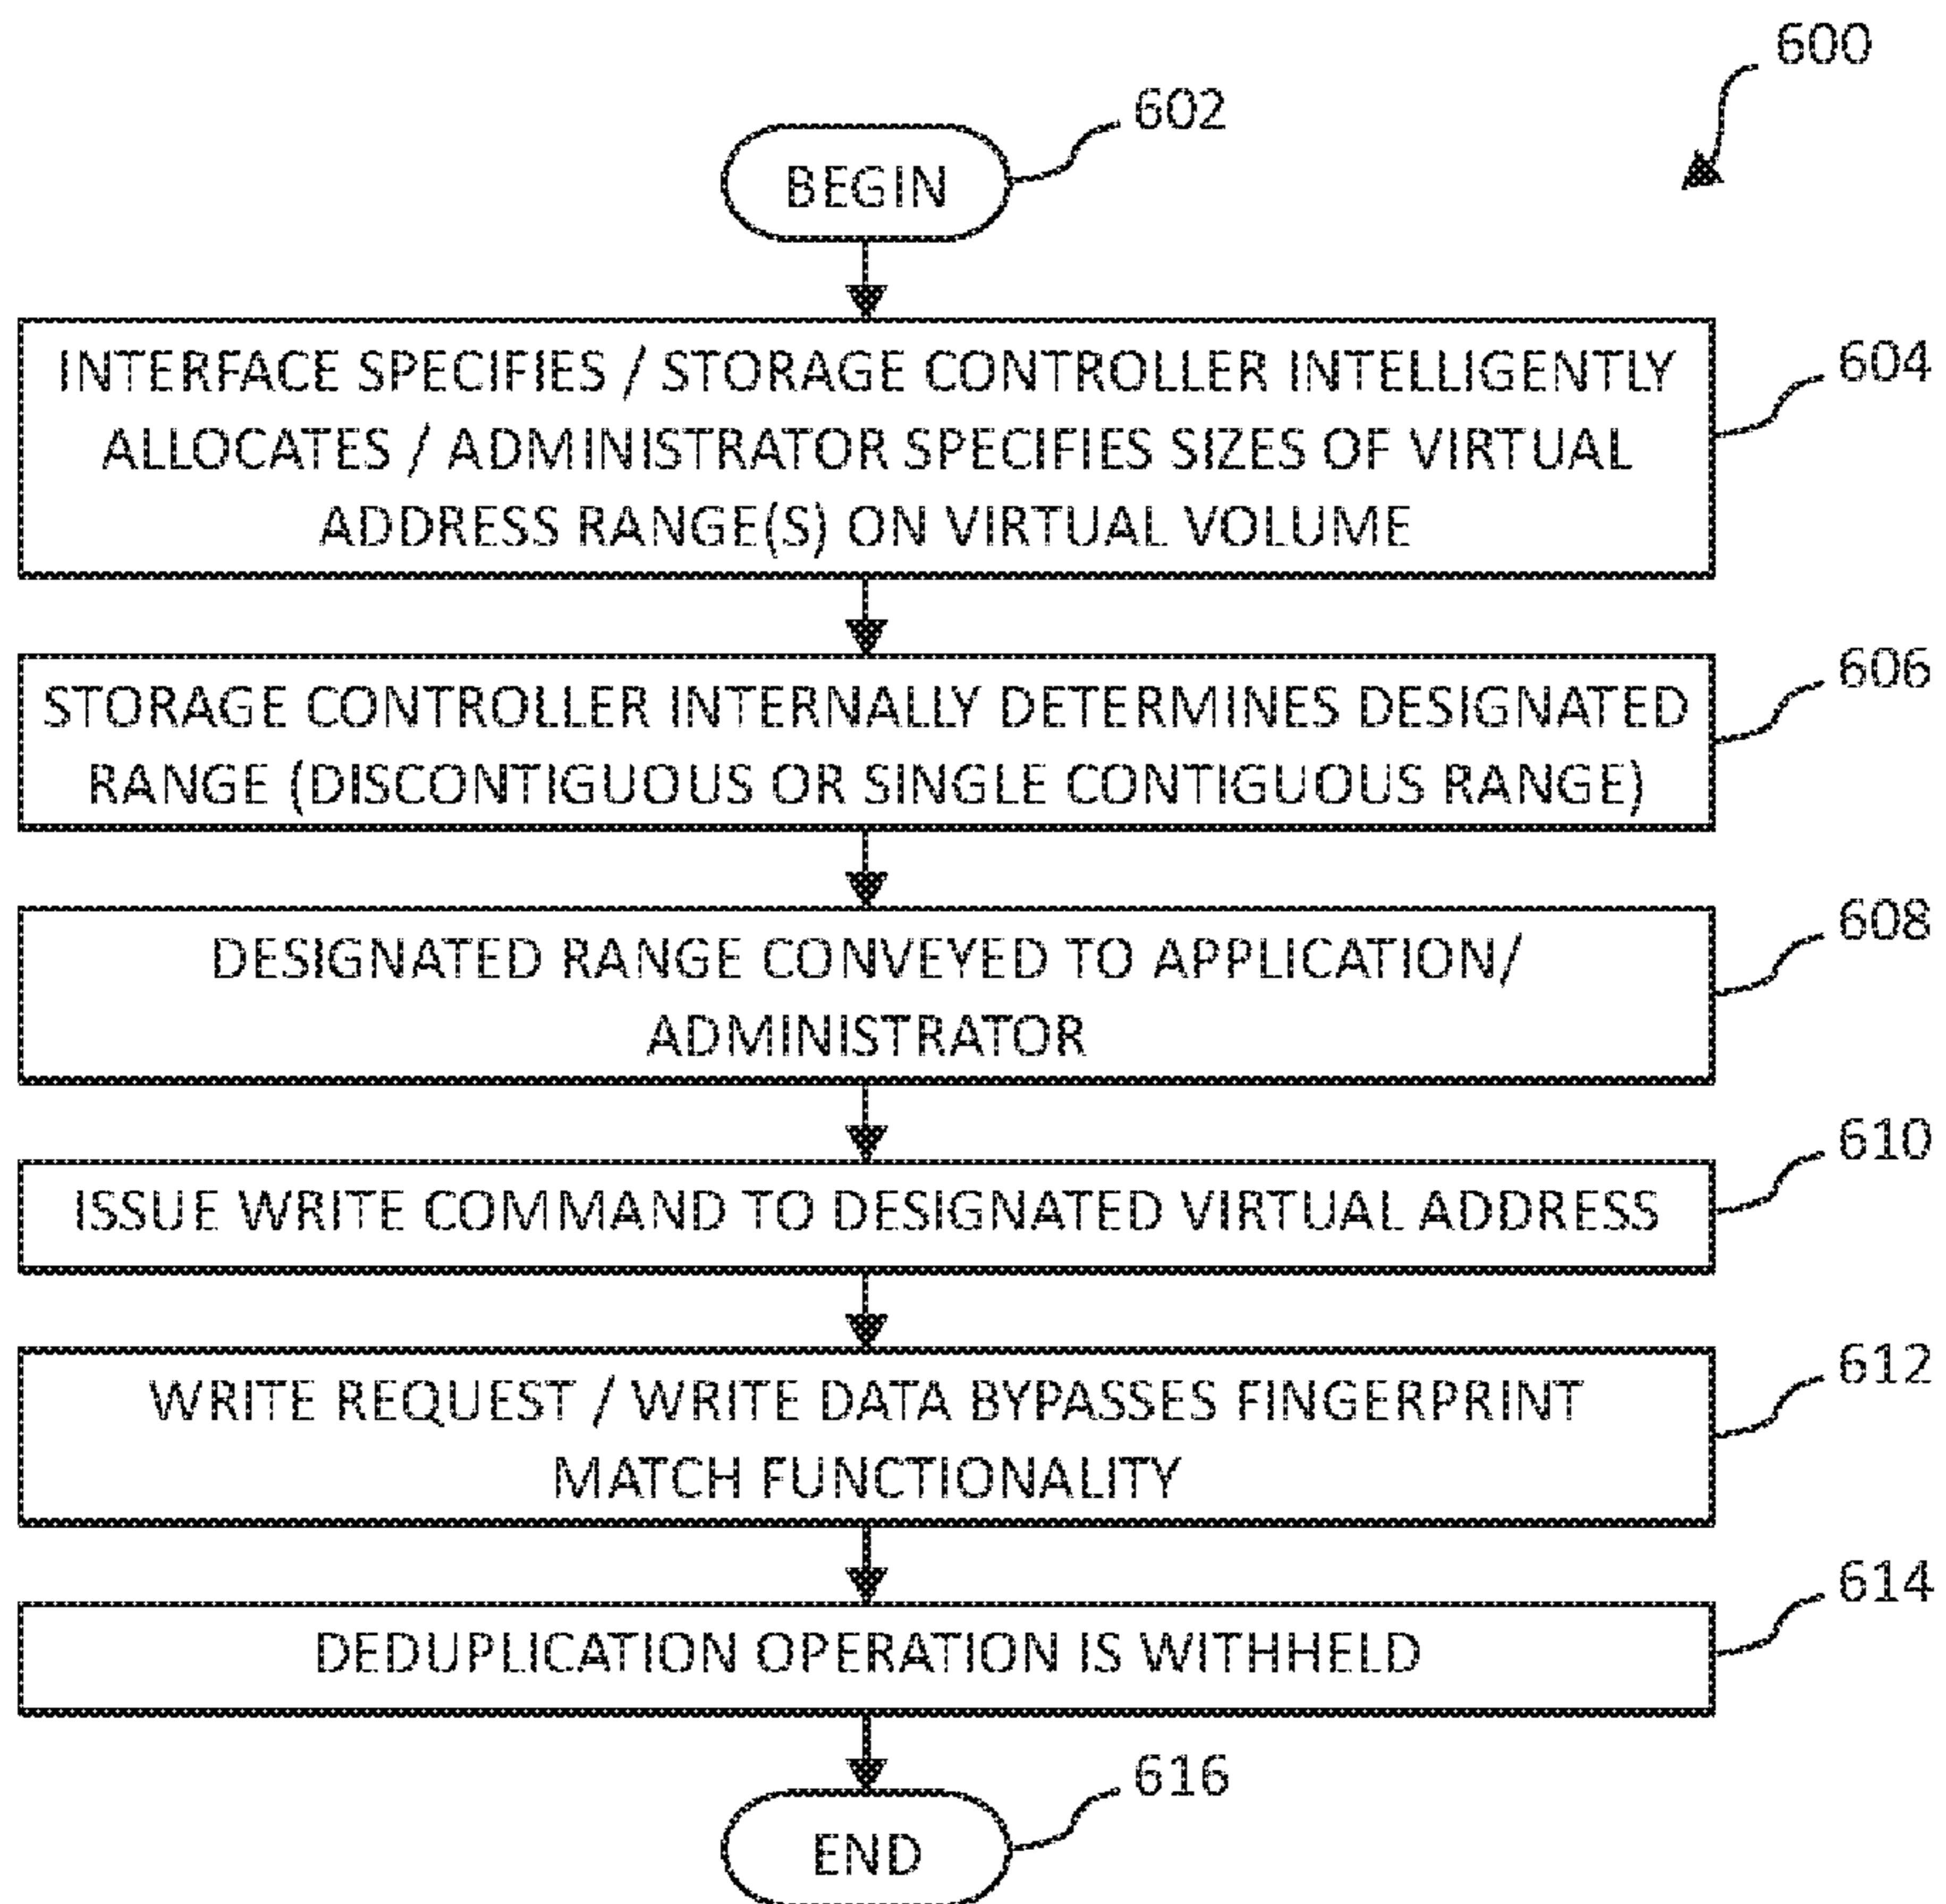 600
602
BEGIN
INTERFACE SPECIFIES / STORAGE CONTROLLER INTELLIGENTLY
ALLOCATES / ADMINISTRATOR SPECIFIES SIZES OF VIRTUAL
ADDRESS RANGE(S) ON VIRTUAL VOLUME
604
STORAGE CONTROLLER INTERNALLY DETERMINES DESIGNATED
RANGE (DISCONTIGUOUS OR SINGLE CONTIGUOUS RANGE)
606
DESIGNATED RANGE CONVEYED TO APPLICATION/
ADMINISTRATOR
608
ISSUE WRITE COMMAND TO DESIGNATED VIRTUAL ADDRESS
610
WRITE REQUEST / WRITE DATA BYPASSES FINGERPRINT
MATCH FUNCTIONALITY
612
DEDUPLICATION OPERATION IS WITHHELD
614
616
END